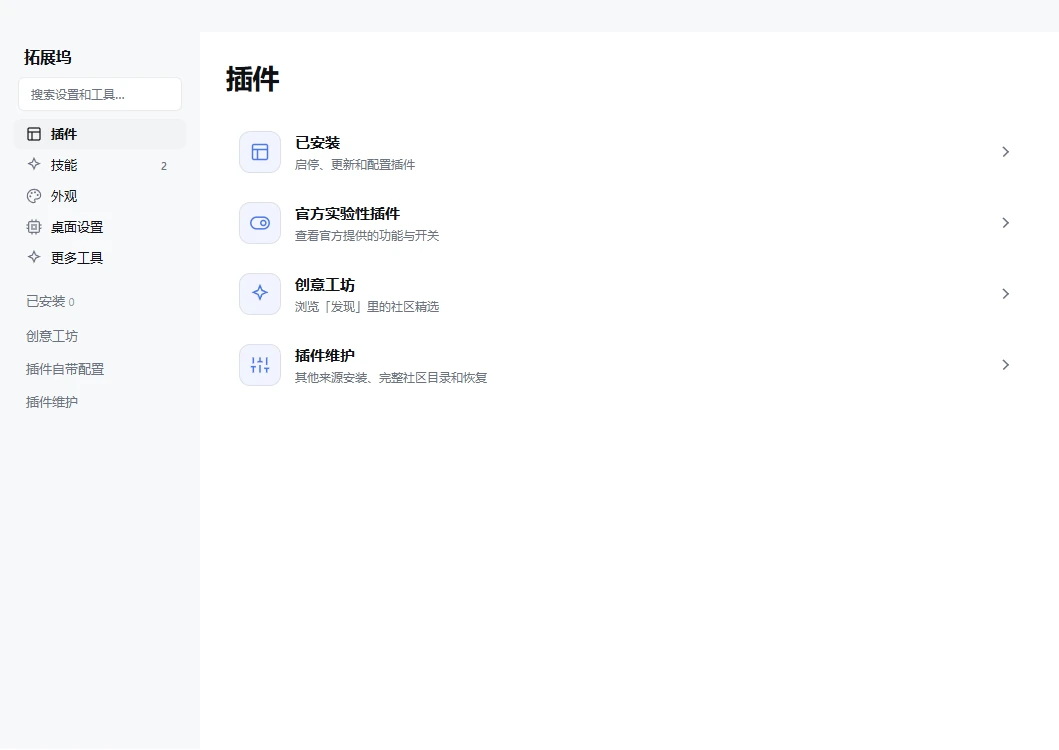 拓展坞
搜索设置和工具...
插件
技能 2
外观
桌面设置
更多工具
已安装 0
创意工坊
插件自带配置
插件维护
插件
已安装
启停、更新和配置插件
官方实验性插件
查看官方提供的功能与开关
创意工坊
浏览「发现」里的社区精选
插件维护
其他来源安装、完整社区目录和恢复